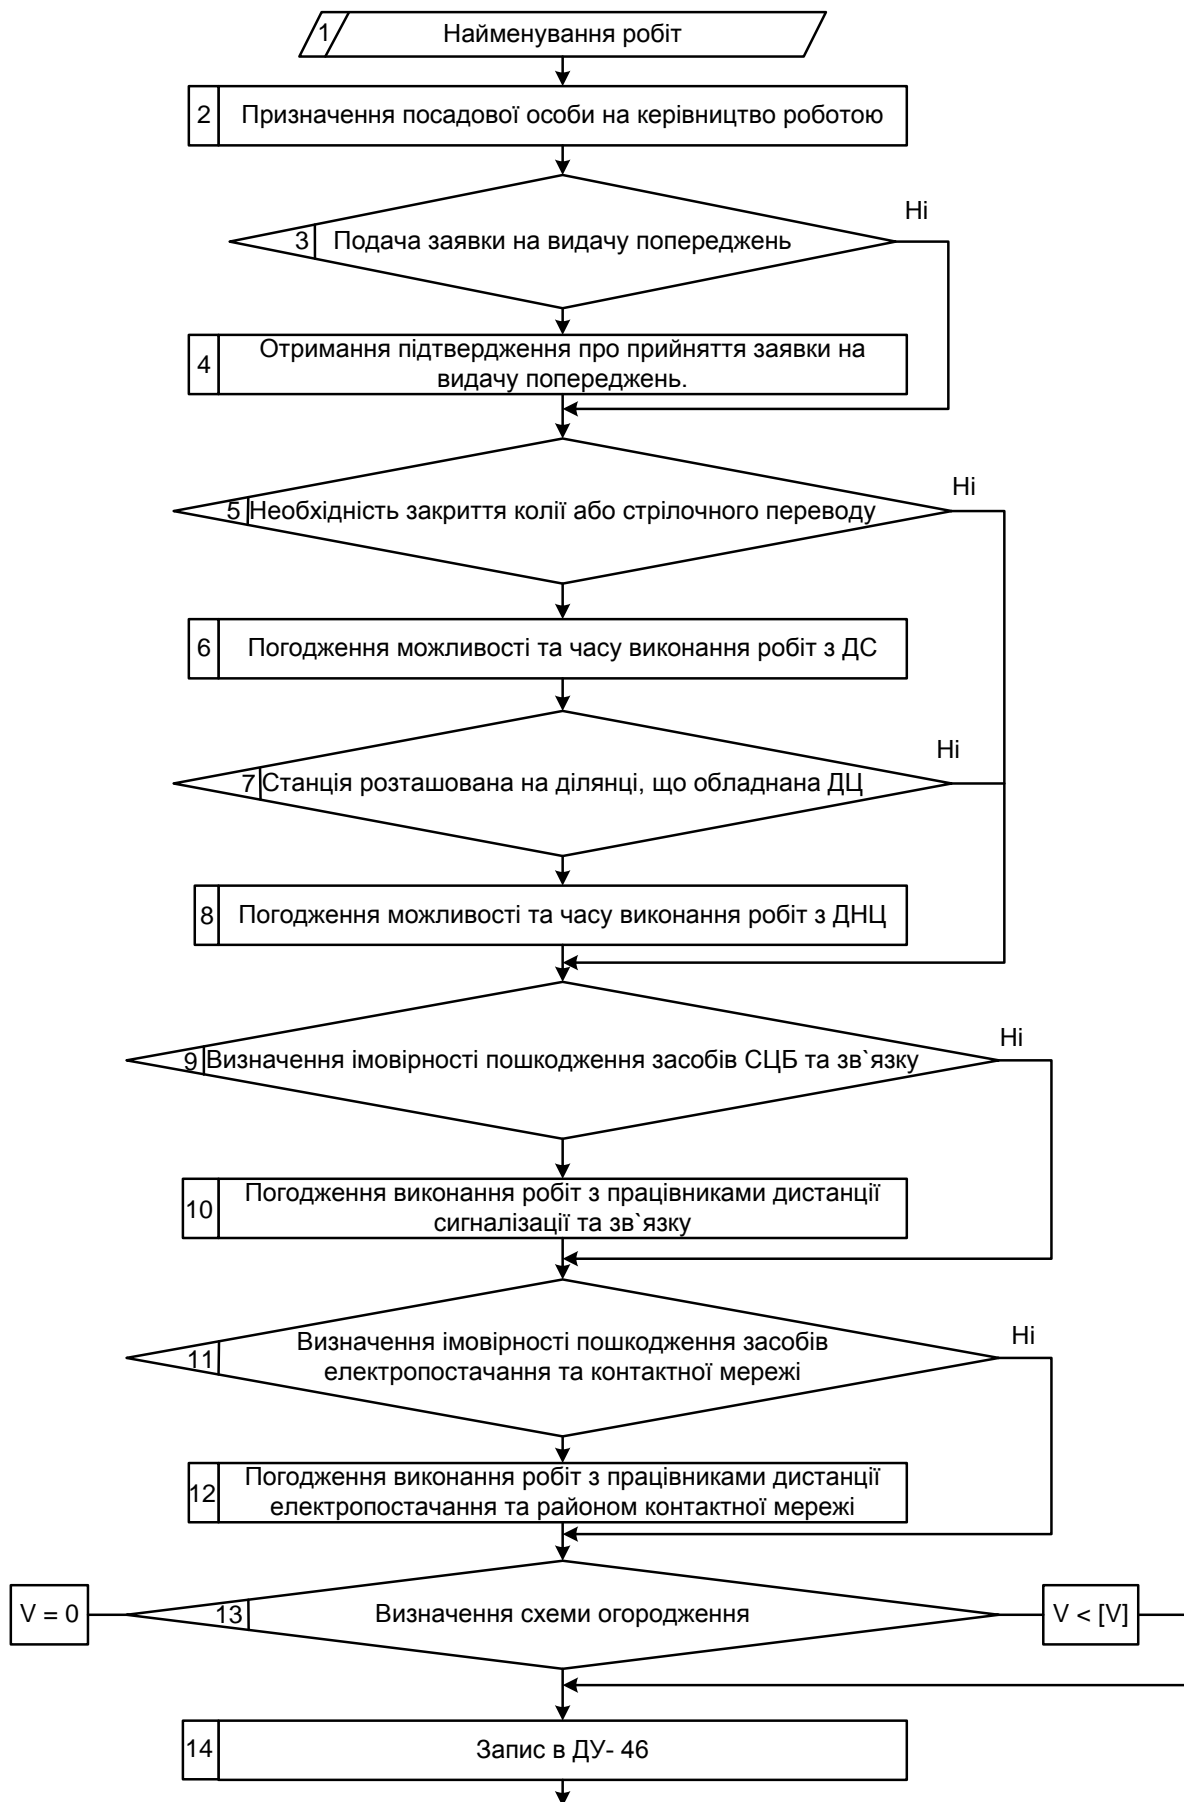 1 Найменування робіт
2 Призначення посадової особи на керівництво роботою
Ні
3 Подача заявки на видачу попереджень
4 Отримання підтвердження про прийняття заявки на
видачу попереджень.
Ні
5 Необхідність закриття колії або стрілочного переводу
6 Погодження можливості та часу виконання робіт з ДС
Ні
7 Станція розташована на ділянці, що обладнана ДЦ
8 Погодження можливості та часу виконання робіт з ДНЦ
Ні
9 Визначення імовірності пошкодження засобів СЦБ та зв`язку
10 Погодження виконання робіт з працівниками дистанції
сигналізації та зв`язку
Ні
11 Визначення імовірності пошкодження засобів
електропостачання та контактної мережі
12 Погодження виконання робіт з працівниками дистанції
електропостачання та районом контактної мережі
V = 0
13 Визначення схеми огородження
V < [V]
14 Запис в ДУ- 46